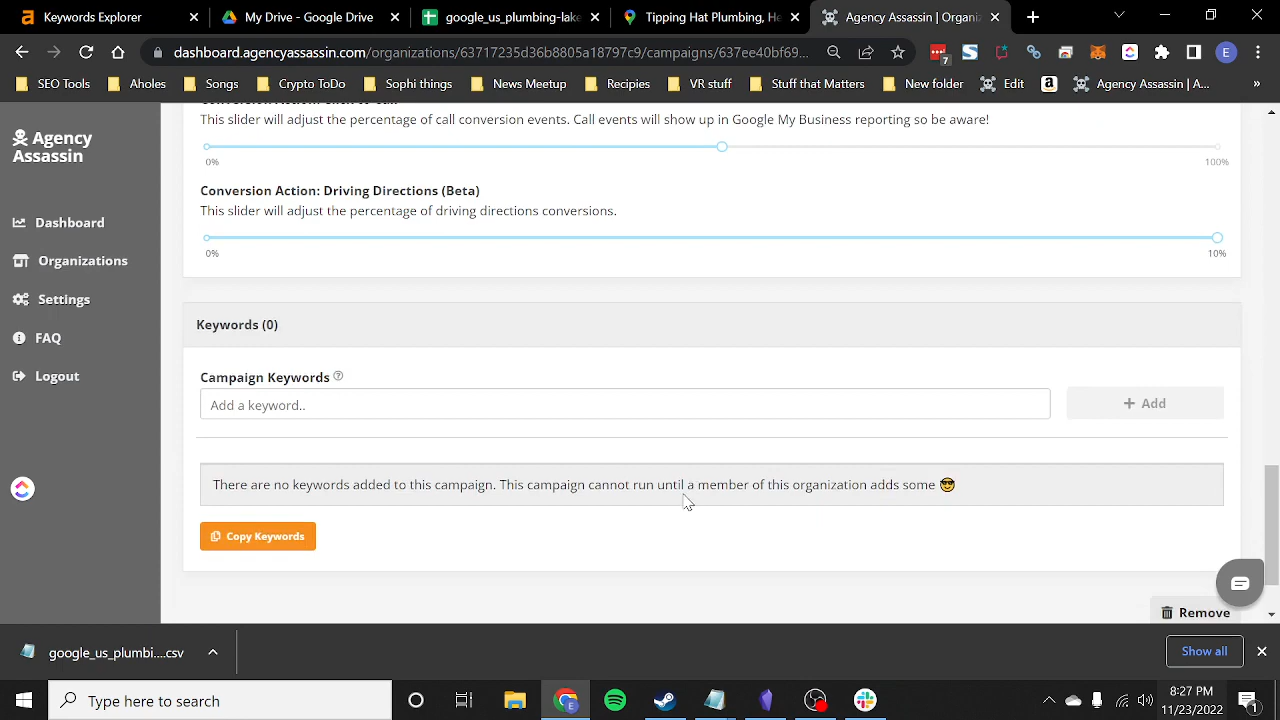 Keywords Explorer
My Drive - Google Drive
google_us_plumbing-lake
Tipping Hat Plumbing, He
Agency Assassin | Organiz
dashboard.agencyassassin.com/organizations/63717235d36b8805a18797c9/campaigns/637ee40bf69...
7
E
SEO Tools
Aholes
Songs
Crypto ToDo
Sophi things
News Meetup
Recipies
VR stuff
Stuff that Matters
New folder
Edit
Agency Assassin | A...
»
Agency
Assassin
Dashboard
Organizations
Settings
FAQ
Logout
This slider will adjust the percentage of call conversion events. Call events will show up in Google My Business reporting so be aware!
0%
100%
Conversion Action: Driving Directions (Beta)
This slider will adjust the percentage of driving directions conversions.
0%
10%
Keywords (0)
Campaign Keywords
Add a keyword..
+ Add
There are no keywords added to this campaign. This campaign cannot run until a member of this organization adds some 😎
Copy Keywords
Remove
google_us_plumbi....csv
Show all
Type here to search
E
8:27 PM
11/23/2022